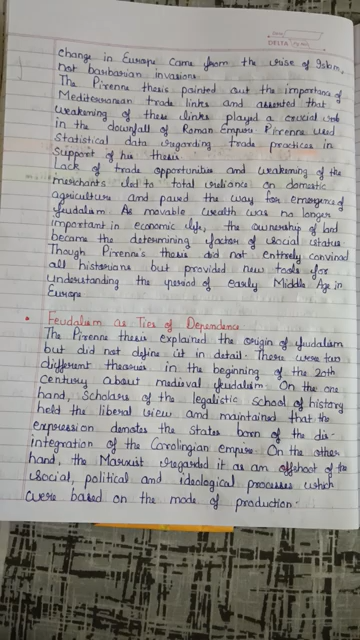 DELTA
change in Europe came from the rise of Islam,
not barbarian invasions.
The Pirenne thesis pointed out the importance of
Mediterranean trade links and asserted that
weakening of these links played a crucial role
in the downfall of Roman Empire. Pirenne used
statistical data regarding trade practices in
support of his thesis.
Lack of trade opportunities and weakening of the
merchants led to total reliance on domestic
agriculture and paved the way for emergence of
feudalism. As movable wealth was no longer
important in economic life, the ownership of land
became the determining factor of social status.
Though Pirenne's thesis did not entirely convined
all historians but provided new tools for
understanding the period of early Middle Age in
Europe
• Feudalism as Ties of Dependence
The Pirenne thesis explained the origin of feudalism
but did not define it in detail. There were two
different theories in the beginning of the 20th
century about medieval feudalism. On the one
hand, scholars of the legalistic school of history
held the liberal view and maintained that the
expression denotes the States born of the dis-
integration of the Carolingian empire. On the other
hand, the Marxist regarded it as an offshoot of the
social, political and ideological processes which
were based on the mode of production.